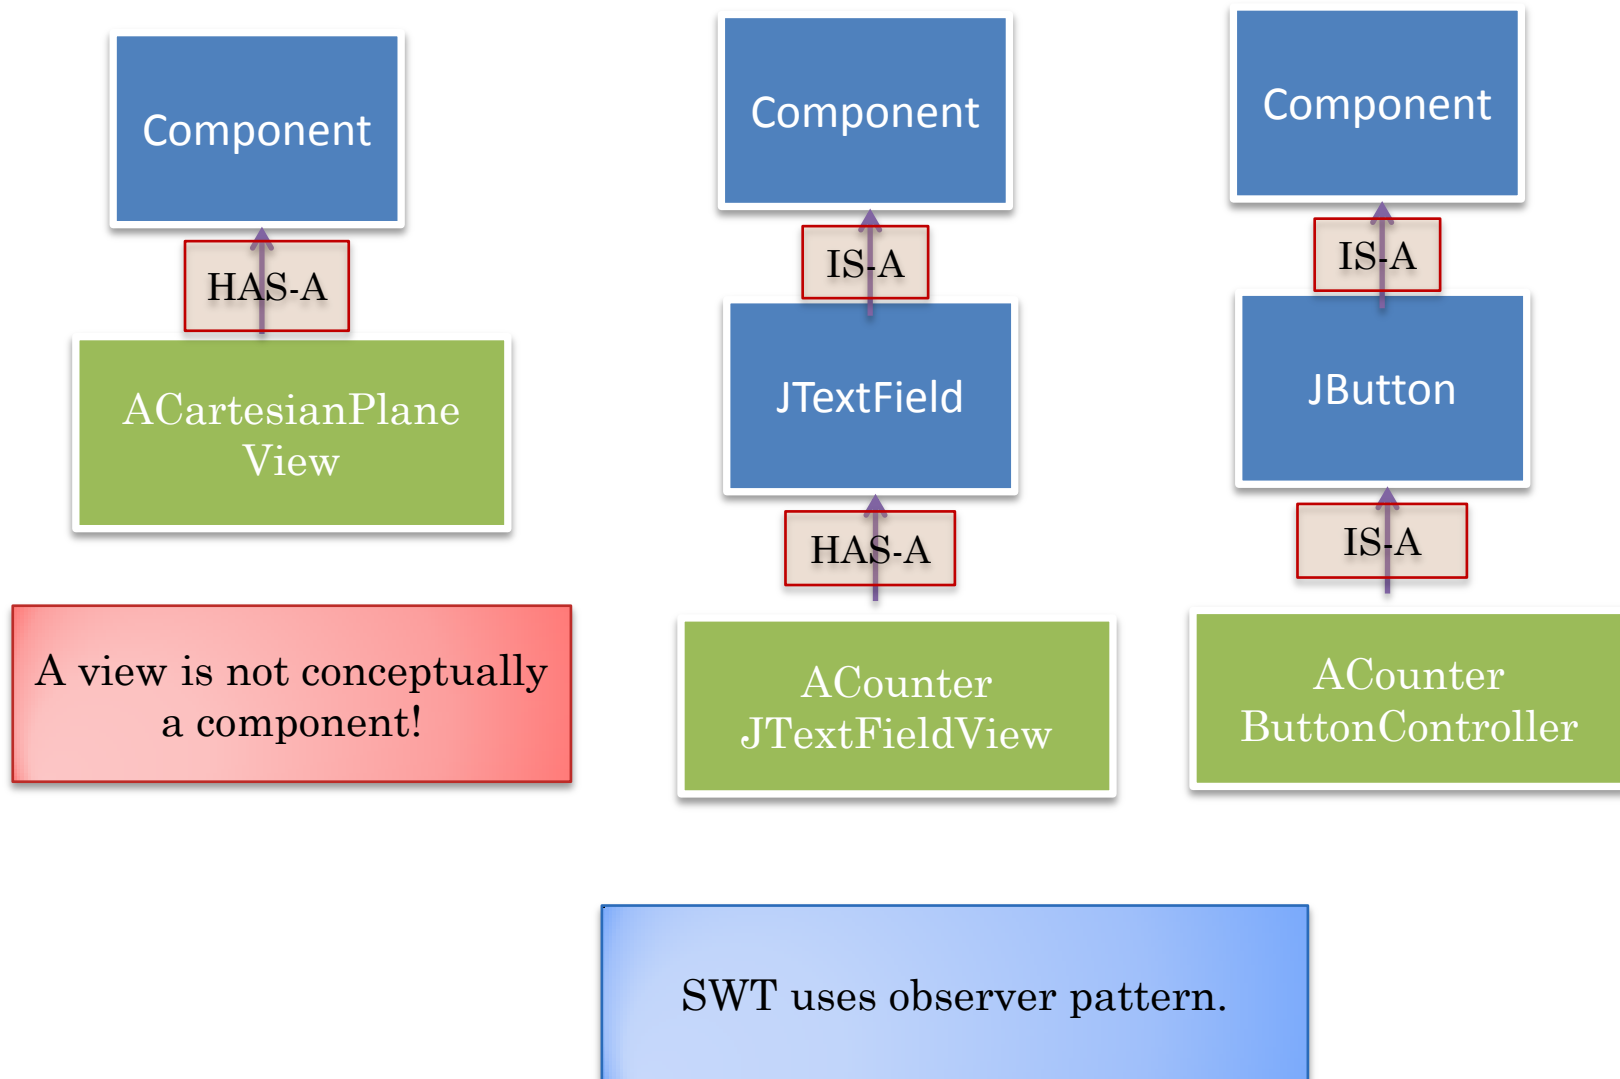 Component
HAS-A
ACartesianPlane
View
A view is not conceptually
a component!
Component
IS-A
JTextField
HAS-A
ACounter
JTextFieldView
Component
IS-A
JButton
IS-A
ACounter
ButtonController
SWT uses observer pattern.